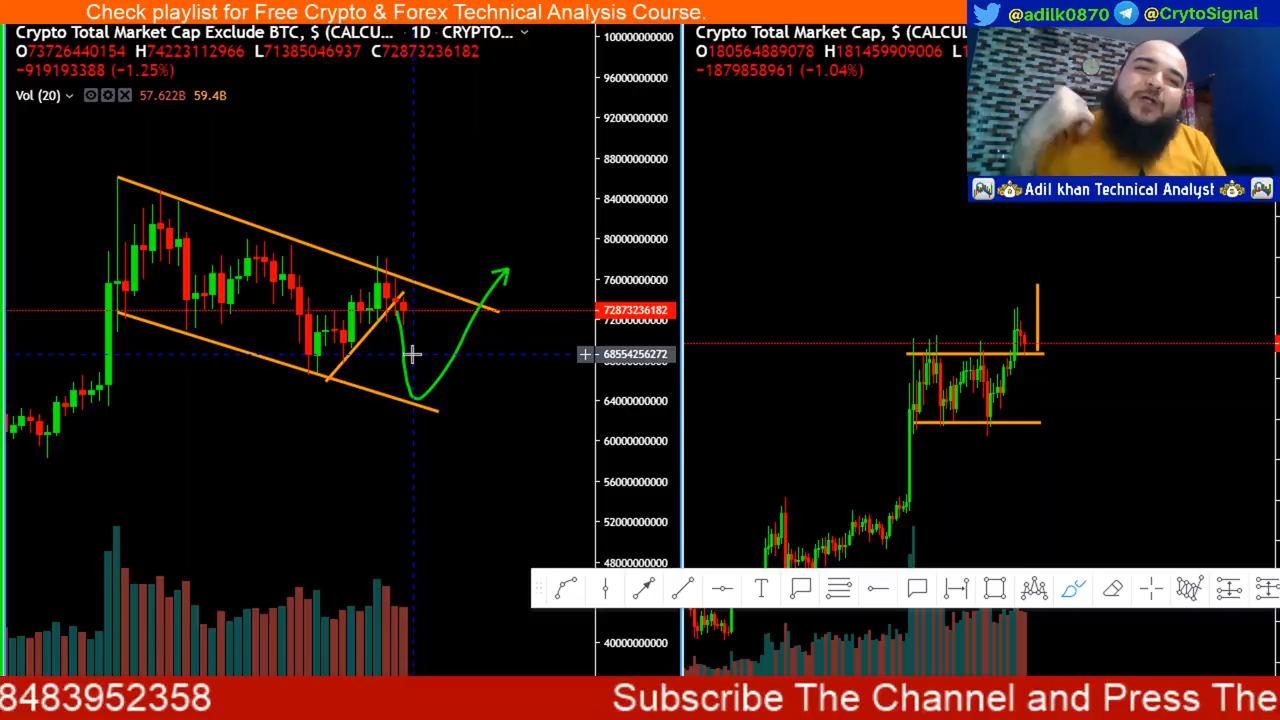 Check playlist for Free Crypto & Forex Technical Analysis Course.
@adilk0870 @CrytoSignal
Crypto Total Market Cap Exclude BTC, $ (CALCU... · 1D · CRYPTO...
O73726440154 H74223112966 L71385046937 C72873236182
−919193388 (−1.25%)
Vol (20) 57.622B 59.4B
Crypto Total Market Cap, $ (CALCUL
O180564889078 H181459909006 L1
−1879858961 (−1.04%)
Adil khan Technical Analyst
100000000000
96000000000
92000000000
88000000000
84000000000
80000000000
76000000000
72873236182
72000000000
68554256272
64000000000
60000000000
56000000000
52000000000
48000000000
40000000000
T
8483952358
Subscribe The Channel and Press The